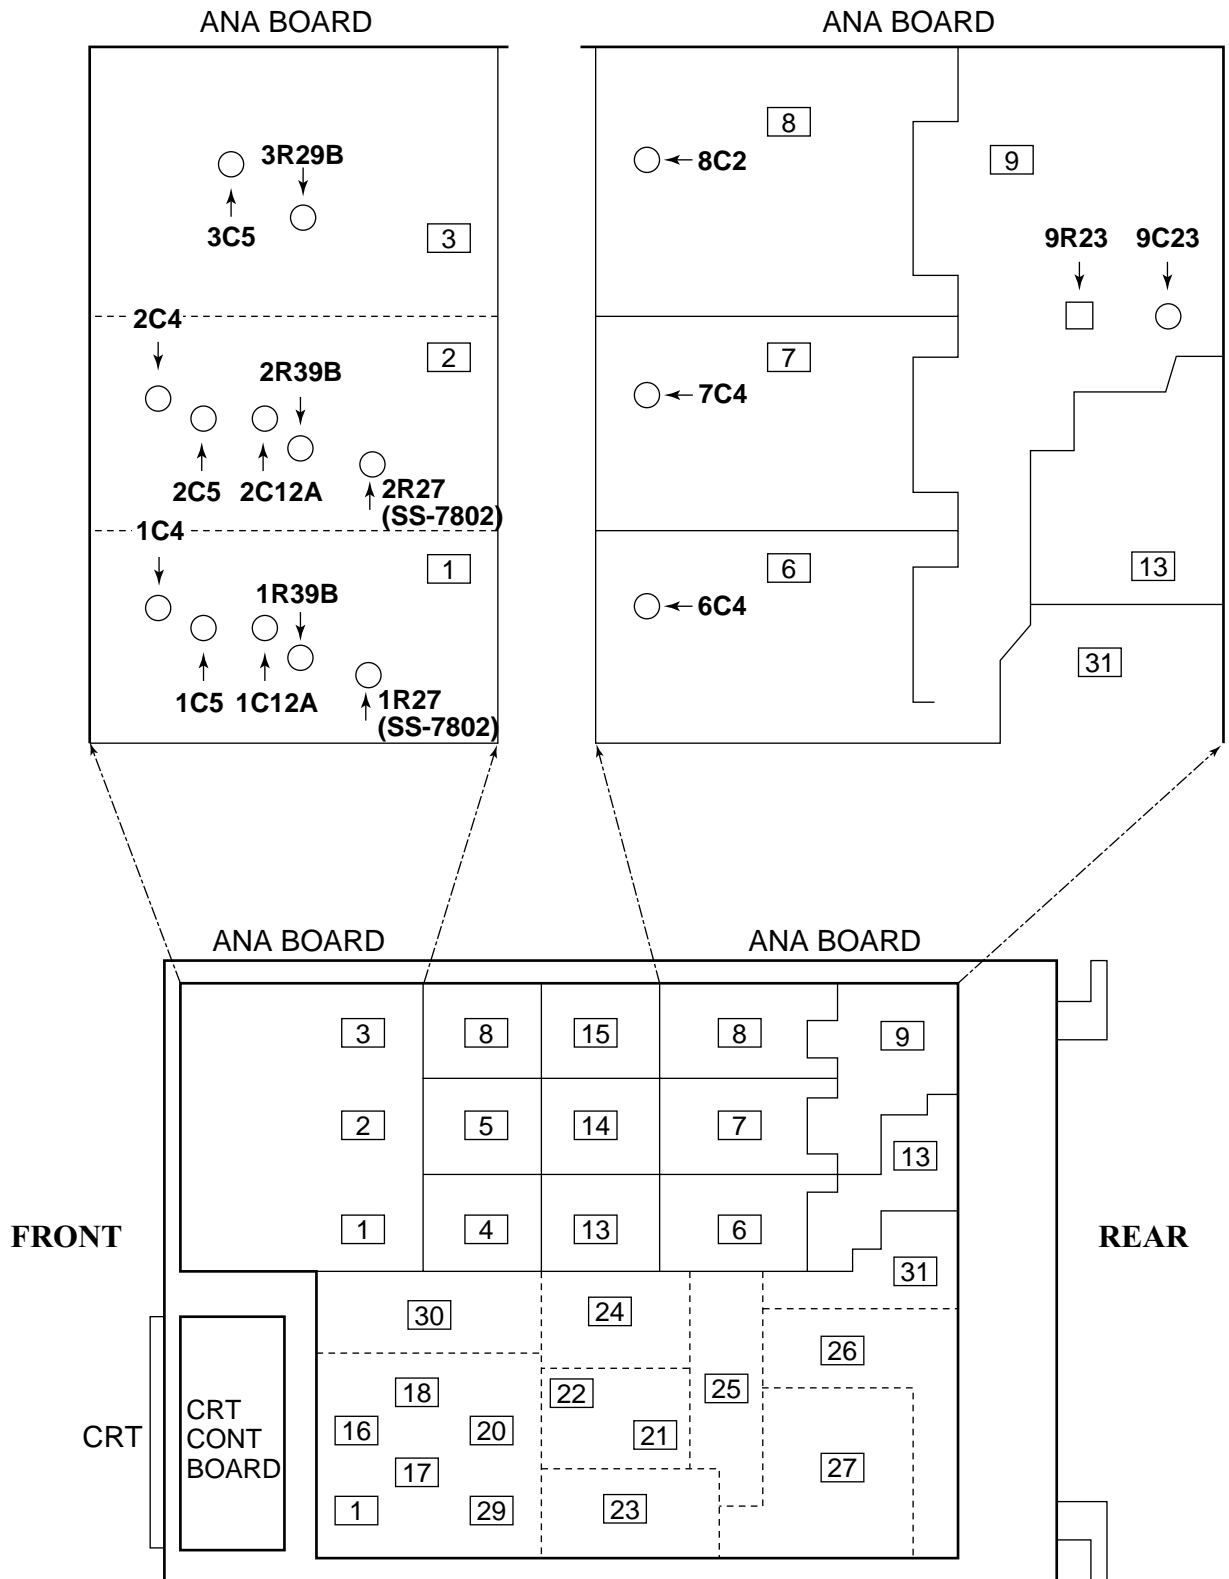 ANA BOARD
ANA BOARD
3R29B
3C5
3
2C4
2
2R39B
2C5
2C12A
2R27
(SS-7802)
1C4
1
1R39B
1C5
1C12A
1R27
(SS-7802)
8
8C2
9
9R23
9C23
7
7C4
6
6C4
13
31
ANA BOARD
ANA BOARD
3
8
15
8
9
2
5
14
7
13
FRONT
1
4
13
6
REAR
31
30
24
26
18
22
25
CRT
CRT
CONT
BOARD
16
20
21
17
27
1
29
23